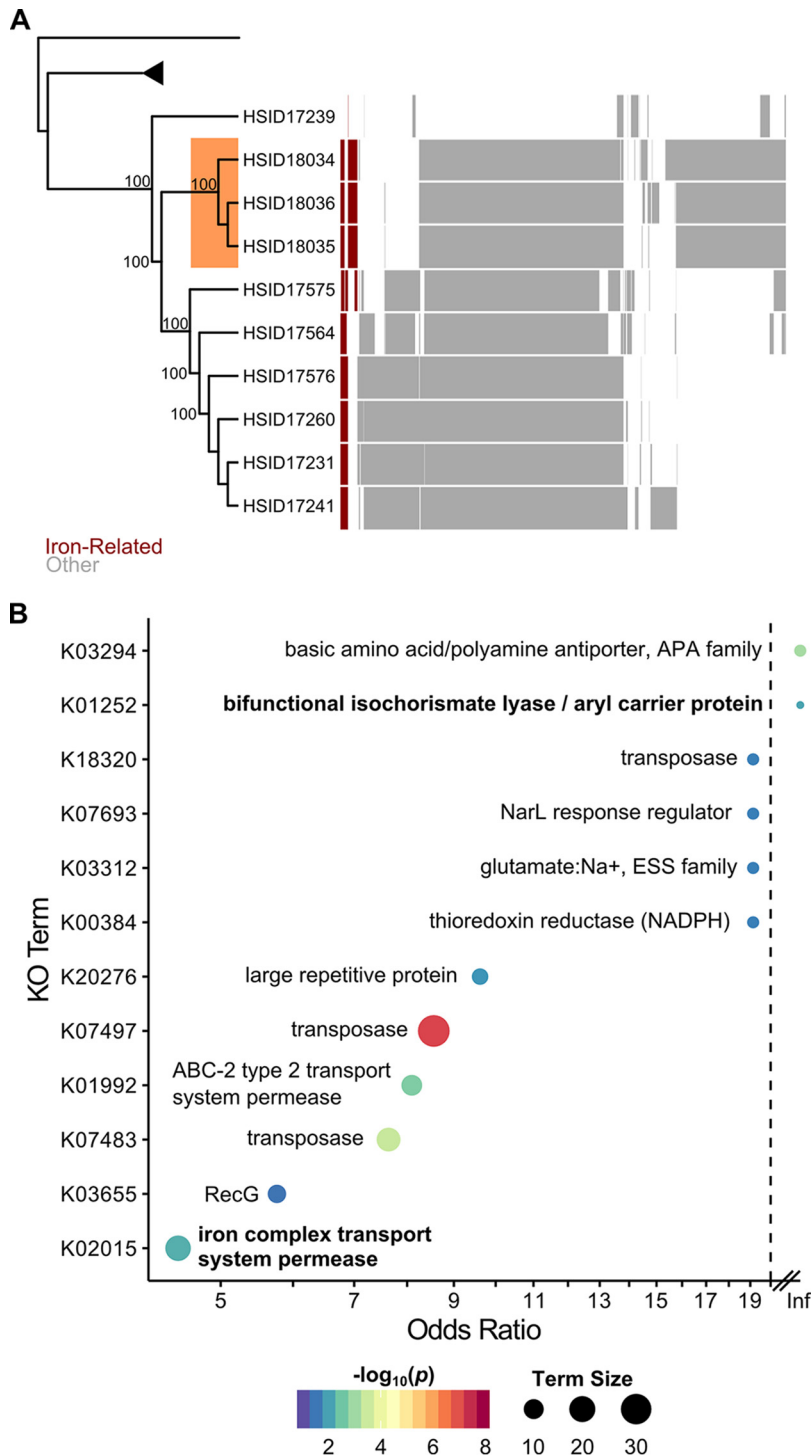 A
HSID17239
100
100
HSID18034
HSID18036
HSID18035
100
HSID17575
100
HSID17564
100
HSID17576
100
HSID17260
HSID17231
HSID17241
Iron-Related
Other
B
KO Term
K03294
basic amino acid/polyamine antiporter, APA family
K01252
bifunctional isochorismate lyase / aryl carrier protein
K18320
transposase
K07693
NarL response regulator
K03312
glutamate:Na+, ESS family
K00384
thioredoxin reductase (NADPH)
K20276
large repetitive protein
K07497
transposase
K01992
ABC-2 type 2 transport
system permease
K07483
transposase
K03655
RecG
K02015
iron complex transport
system permease
5 7 9 11 13 15 17 19 Inf
Odds Ratio
-log10(p)
2 4 6 8
Term Size
10 20 30